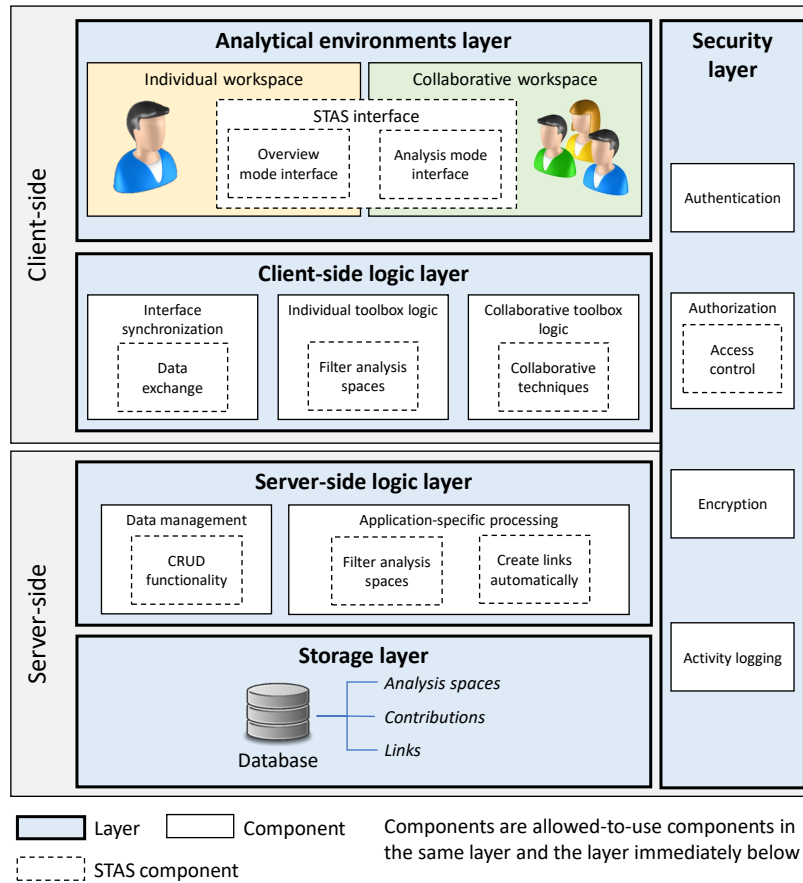 Client-side
Analytical environments layer
Individual workspace
Collaborative workspace
STAS interface
Overview
mode interface
Analysis mode
interface
Client-side logic layer
Interface
synchronization
Data
exchange
Individual toolbox logic
Filter analysis
spaces
Collaborative toolbox
logic
Collaborative
techniques
Server-side
Server-side logic layer
Data management
CRUD
functionality
Application-specific processing
Filter analysis
spaces
Create links
automatically
Storage layer
Database
Analysis spaces
Contributions
Links
Security
layer
Authentication
Authorization
Access
control
Encryption
Activity logging
Layer
Component
STAS component
Components are allowed-to-use components in
the same layer and the layer immediately below